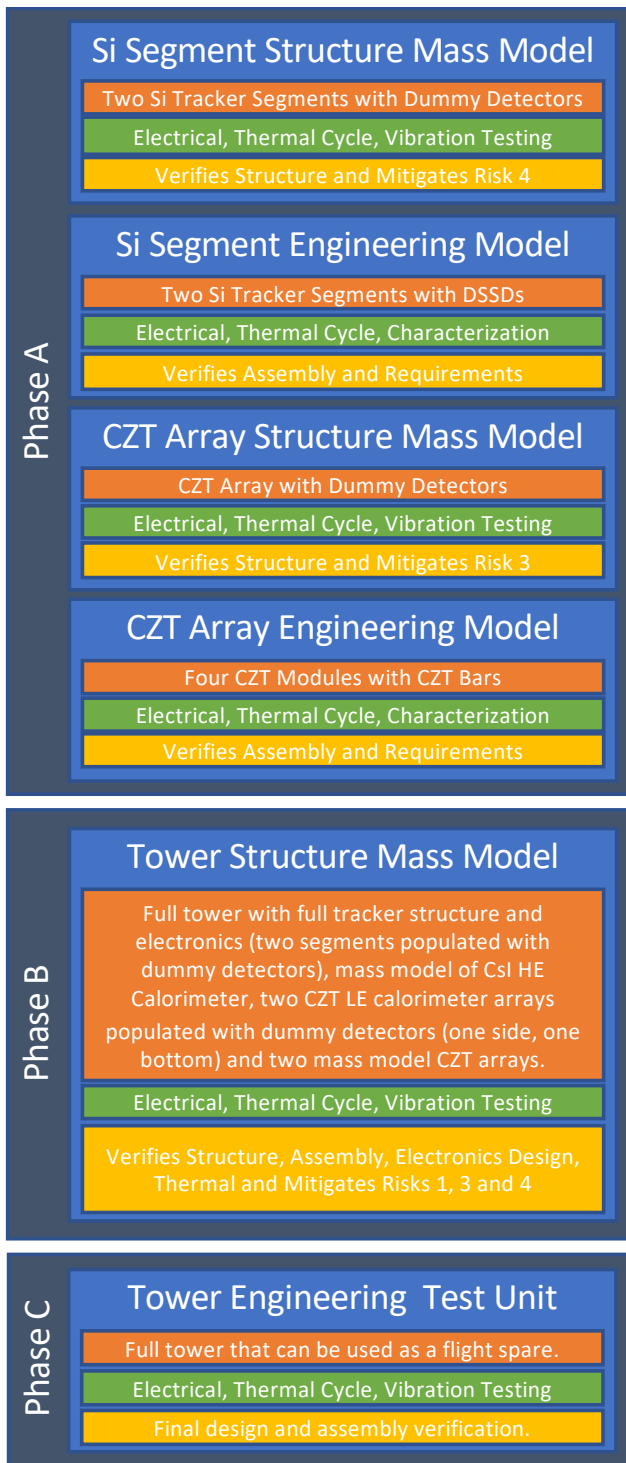 Phase A
Si Segment Structure Mass Model
Two Si Tracker Segments with Dummy Detectors
Electrical, Thermal Cycle, Vibration Testing
Verifies Structure and Mitigates Risk 4
Si Segment Engineering Model
Two Si Tracker Segments with DSSDs
Electrical, Thermal Cycle, Characterization
Verifies Assembly and Requirements
CZT Array Structure Mass Model
CZT Array with Dummy Detectors
Electrical, Thermal Cycle, Vibration Testing
Verifies Structure and Mitigates Risk 3
CZT Array Engineering Model
Four CZT Modules with CZT Bars
Electrical, Thermal Cycle, Characterization
Verifies Assembly and Requirements
Phase B
Tower Structure Mass Model
Full tower with full tracker structure and
electronics (two segments populated with
dummy detectors), mass model of CsI HE
Calorimeter, two CZT LE calorimeter arrays
populated with dummy detectors (one side, one
bottom) and two mass model CZT arrays.
Electrical, Thermal Cycle, Vibration Testing
Verifies Structure, Assembly, Electronics Design,
Thermal and Mitigates Risks 1, 3 and 4
Phase C
Tower Engineering Test Unit
Full tower that can be used as a flight spare.
Electrical, Thermal Cycle, Vibration Testing
Final design and assembly verification.